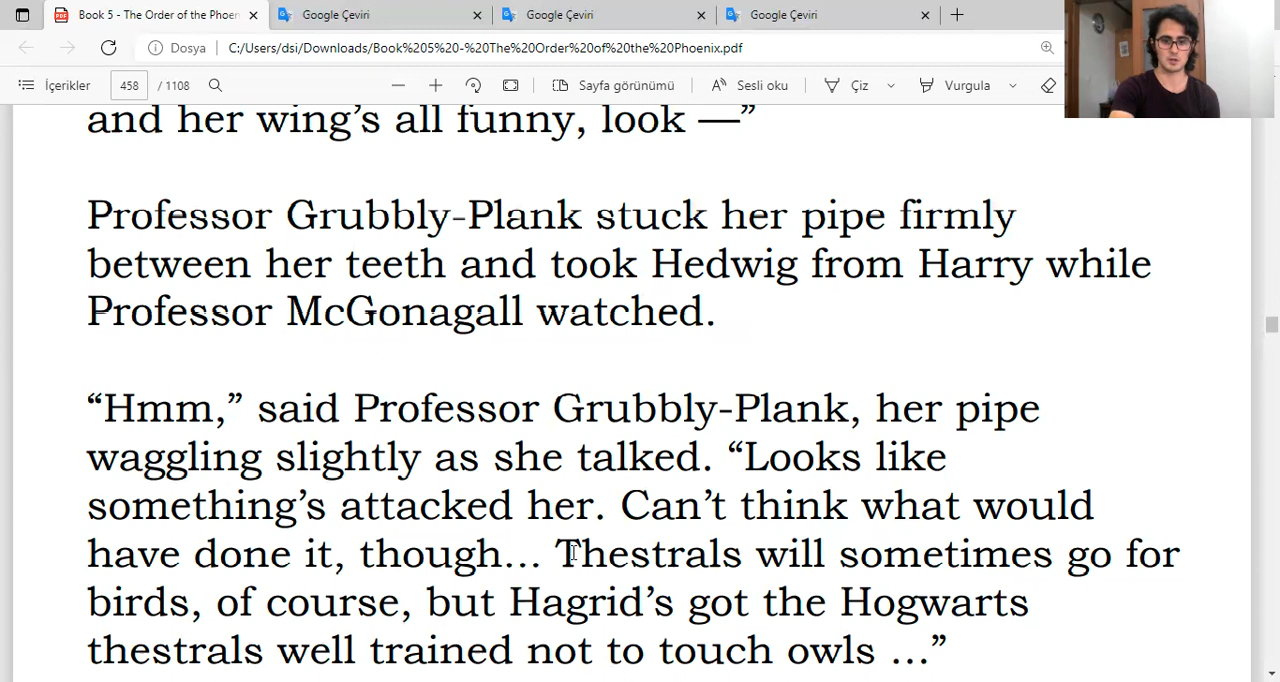 Book 5 - The Order of the Phoen
Google Çeviri
Google Çeviri
Google Çeviri
Dosya
C:/Users/dsi/Downloads/Book%205%20-%20The%20Order%20of%20the%20Phoenix.pdf
İçerikler
458
/ 1108
Sayfa görünümü
Sesli oku
Çiz
Vurgula
and her wing’s all funny, look —”
Professor Grubbly-Plank stuck her pipe firmly
between her teeth and took Hedwig from Harry while
Professor McGonagall watched.
“Hmm,” said Professor Grubbly-Plank, her pipe
waggling slightly as she talked. “Looks like
something’s attacked her. Can’t think what would
have done it, though... Thestrals will sometimes go for
birds, of course, but Hagrid’s got the Hogwarts
thestrals well trained not to touch owls ...”